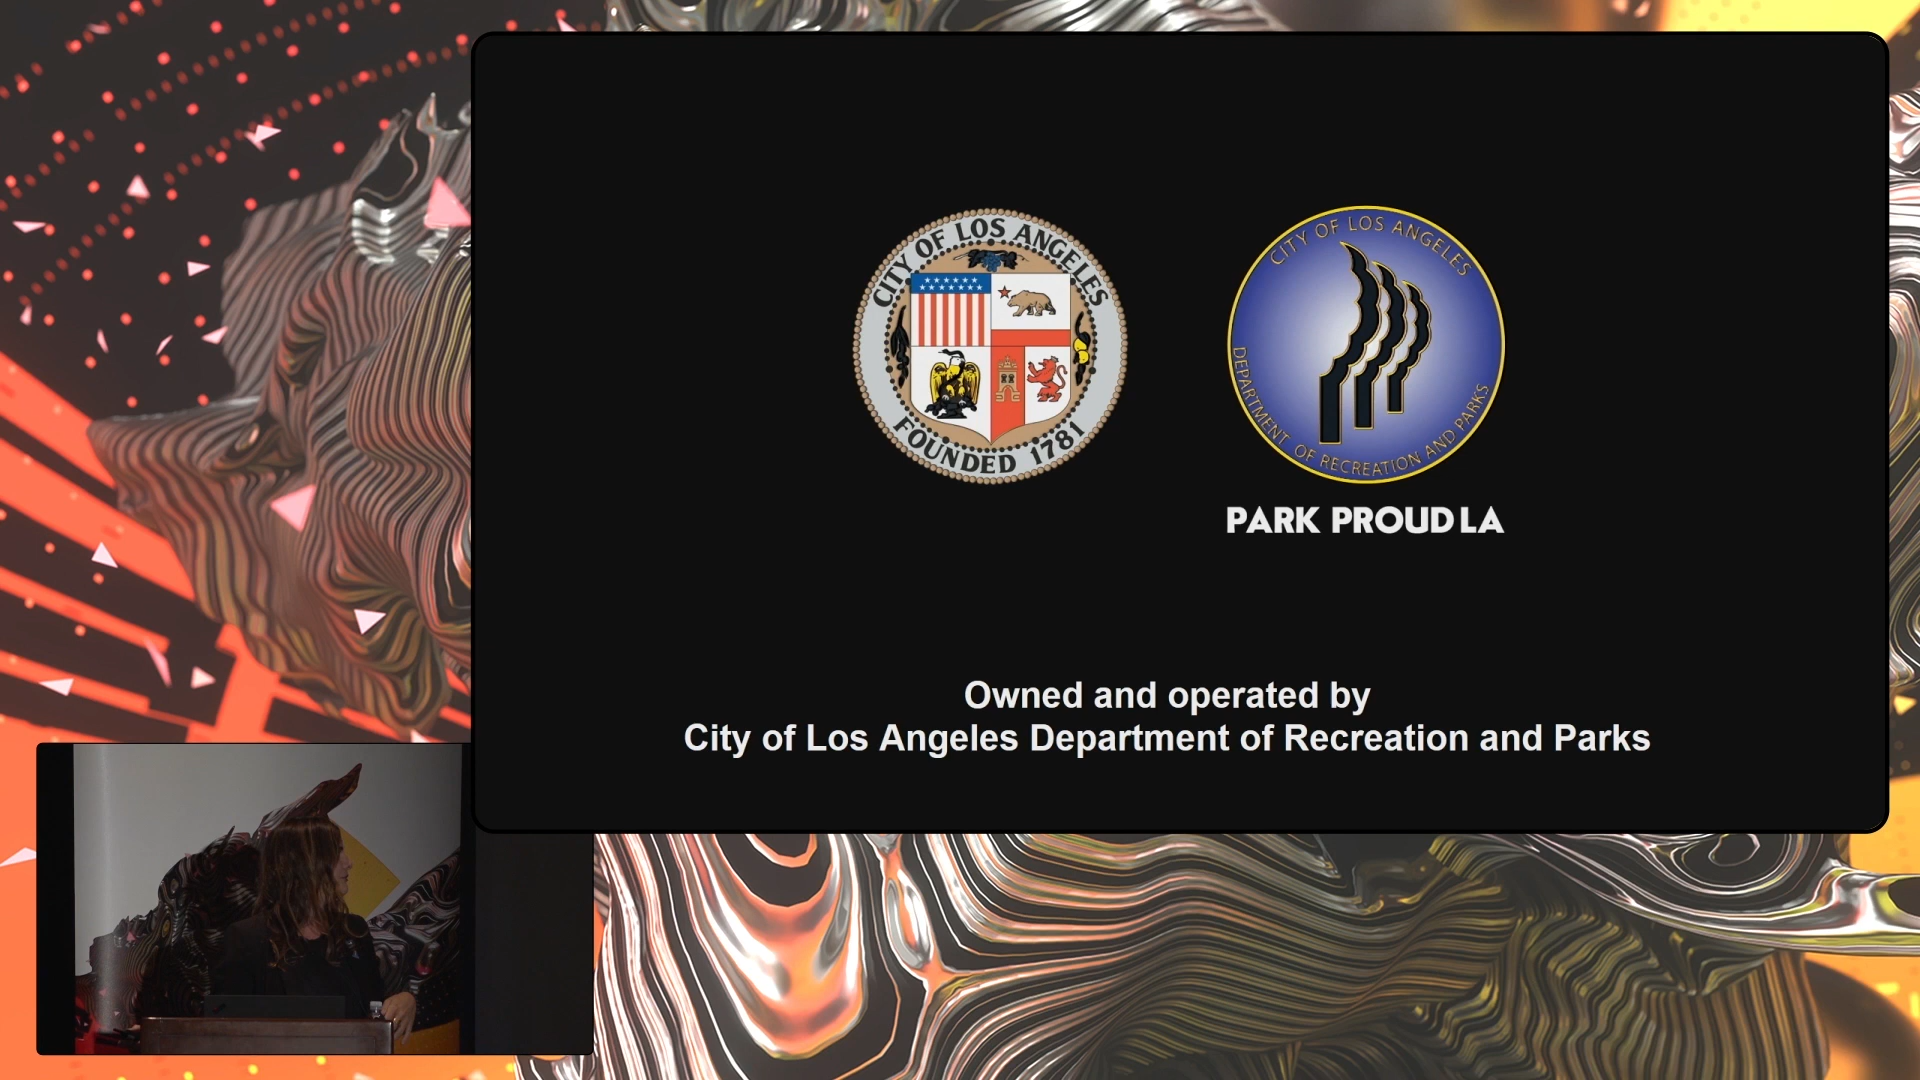 CITY OF LOS ANGELES
FOUNDED 1781
CITY OF LOS ANGELES
DEPARTMENT OF RECREATION AND PARKS
PARK PROUD LA
Owned and operated by
City of Los Angeles Department of Recreation and Parks